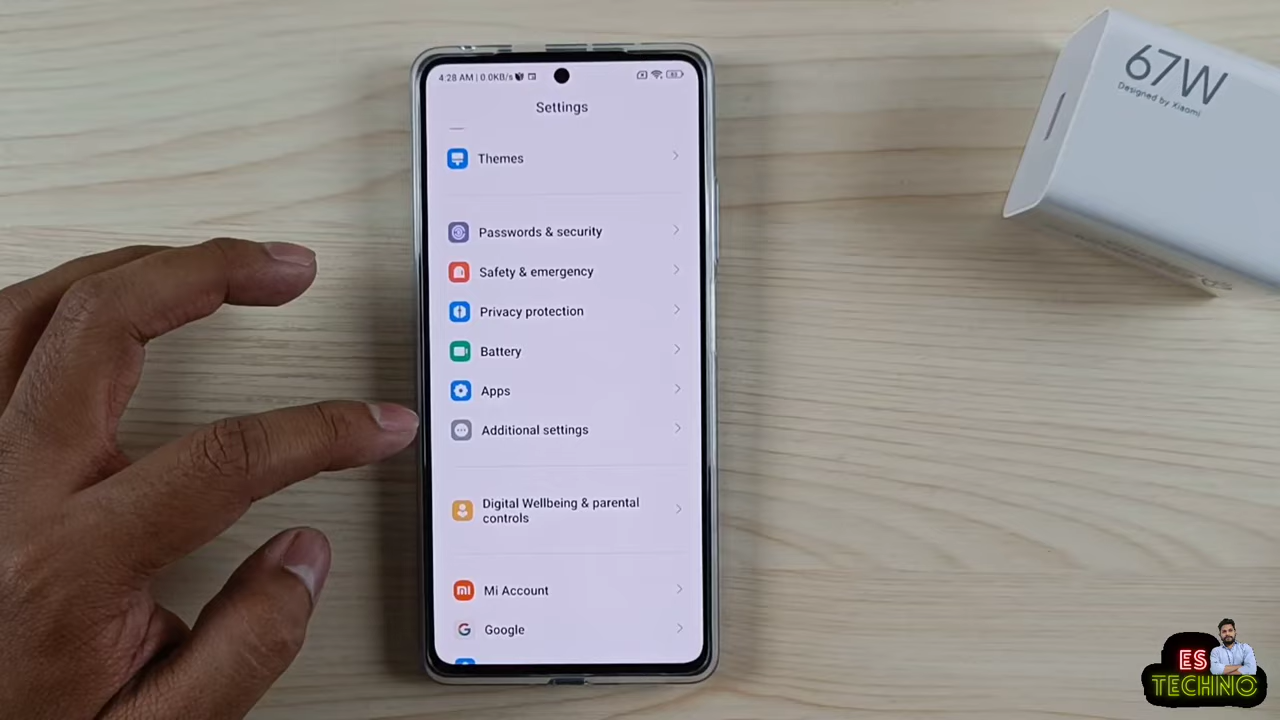 4:28 AM | 0.0KB/s
Settings
Themes
Passwords & security
Safety & emergency
Privacy protection
Battery
Apps
Additional settings
Digital Wellbeing & parental
controls
mi
Mi Account
G
Google
67W
Designed by Xiaomi
ES
TECHNO